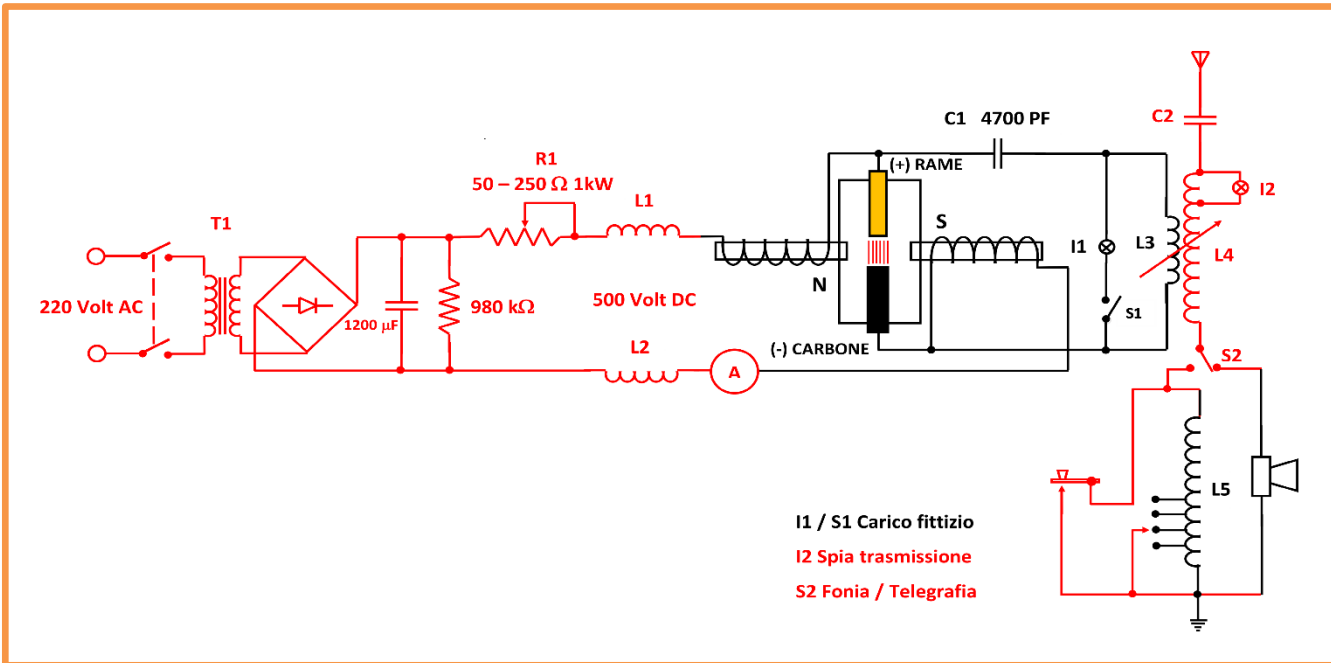 C1 4700 PF
C2
R1
50 – 250 Ω 1kW
(+) RAME
I2
L1
T1
S
I1
L3
L4
N
220 Volt AC
500 Volt DC
980 kΩ
1200 µF
S1
(-) CARBONE
L2
S2
A
L5
I1 / S1 Carico fittizio
I2 Spia trasmissione
S2 Fonia / Telegrafia